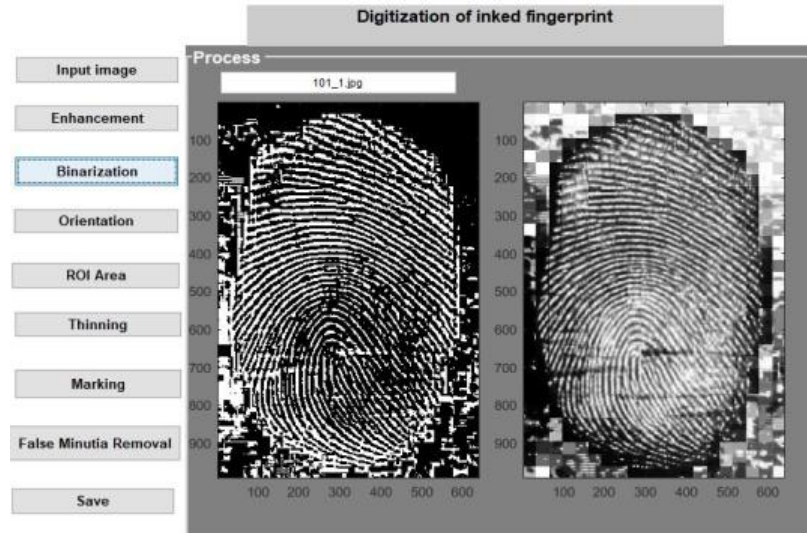 Digitization of inked fingerprint
Input image
Enhancement
Binarization
Orientation
ROI Area
Thinning
Marking
False Minutia Removal
Save
Process
101_1.jpg
100
200
300
400
500
600
700
800
900
100 200 300 400 500 600
100
200
300
400
500
600
700
800
900
100 200 300 400 500 600